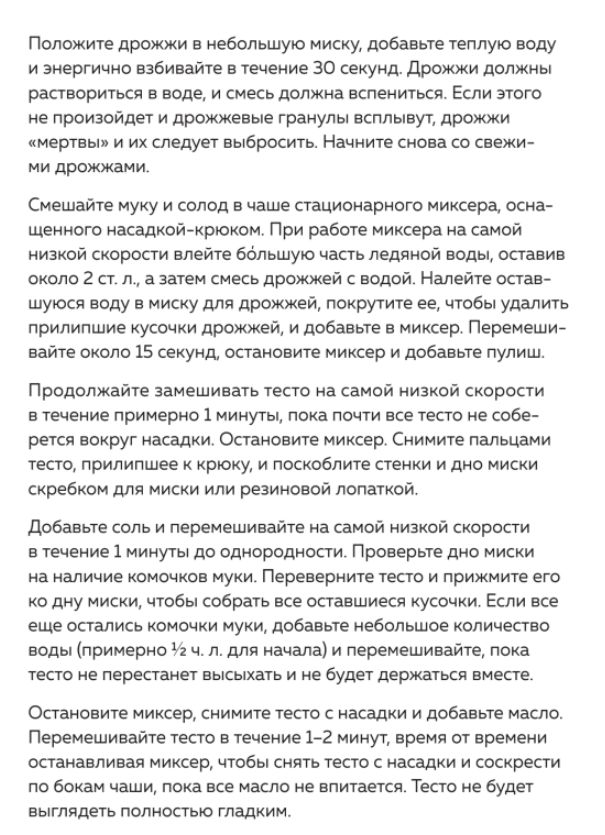 Положите дрожжи в небольшую миску, добавьте теплую воду
и энергично взбивайте в течение 30 секунд. Дрожжи должны
раствориться в воде, и смесь должна вспениться. Если этого
не произойдет и дрожжевые гранулы всплывут, дрожжи
«мертвы» и их следует выбросить. Начните снова со свежи-
ми дрожжами.
Смешайте муку и солод в чаше стационарного миксера, осна-
щенного насадкой-крюком. При работе миксера на самой
низкой скорости влейте бо́льшую часть ледяной воды, оставив
около 2 ст. л., а затем смесь дрожжей с водой. Налейте остав-
шуюся воду в миску для дрожжей, покрутите ее, чтобы удалить
прилипшие кусочки дрожжей, и добавьте в миксер. Перемеши-
вайте около 15 секунд, остановите миксер и добавьте пулиш.
Продолжайте замешивать тесто на самой низкой скорости
в течение примерно 1 минуты, пока почти все тесто не собе-
рется вокруг насадки. Остановите миксер. Снимите пальцами
тесто, прилипшее к крюку, и поскоблите стенки и дно миски
скребком для миски или резиновой лопаткой.
Добавьте соль и перемешивайте на самой низкой скорости
в течение 1 минуты до однородности. Проверьте дно миски
на наличие комочков муки. Переверните тесто и прижмите его
ко дну миски, чтобы собрать все оставшиеся кусочки. Если все
еще остались комочки муки, добавьте небольшое количество
воды (примерно ½ ч. л. для начала) и перемешивайте, пока
тесто не перестанет высыхать и не будет держаться вместе.
Остановите миксер, снимите тесто с насадки и добавьте масло.
Перемешивайте тесто в течение 1–2 минут, время от времени
останавливая миксер, чтобы снять тесто с насадки и соскрести
по бокам чаши, пока все масло не впитается. Тесто не будет
выглядеть полностью гладким.